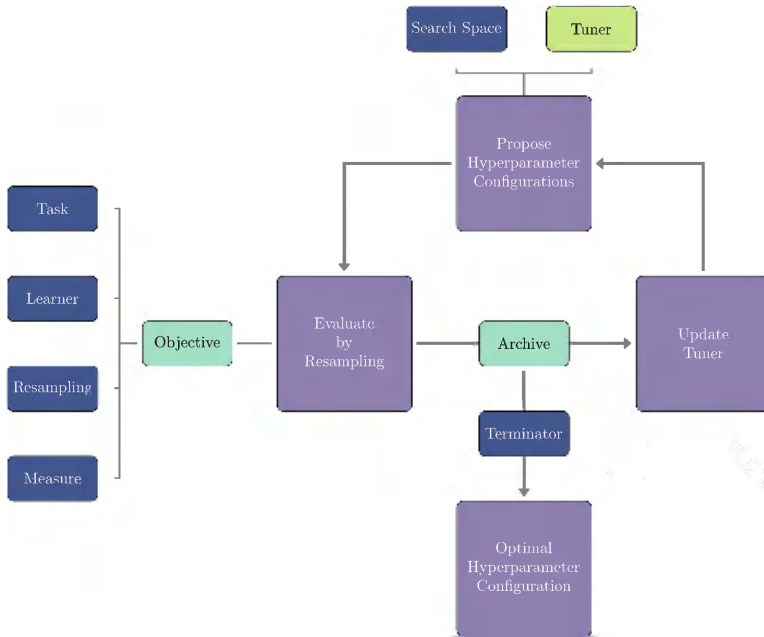 Search Space
Tuner
Propose
Hyperparameter
Configurations
Task
Learner
Resampling
Measure
Objective
Evaluate
by
Resampling
Archive
Update
Tuner
Terminator
Optimal
Hyperparameter
Configuration